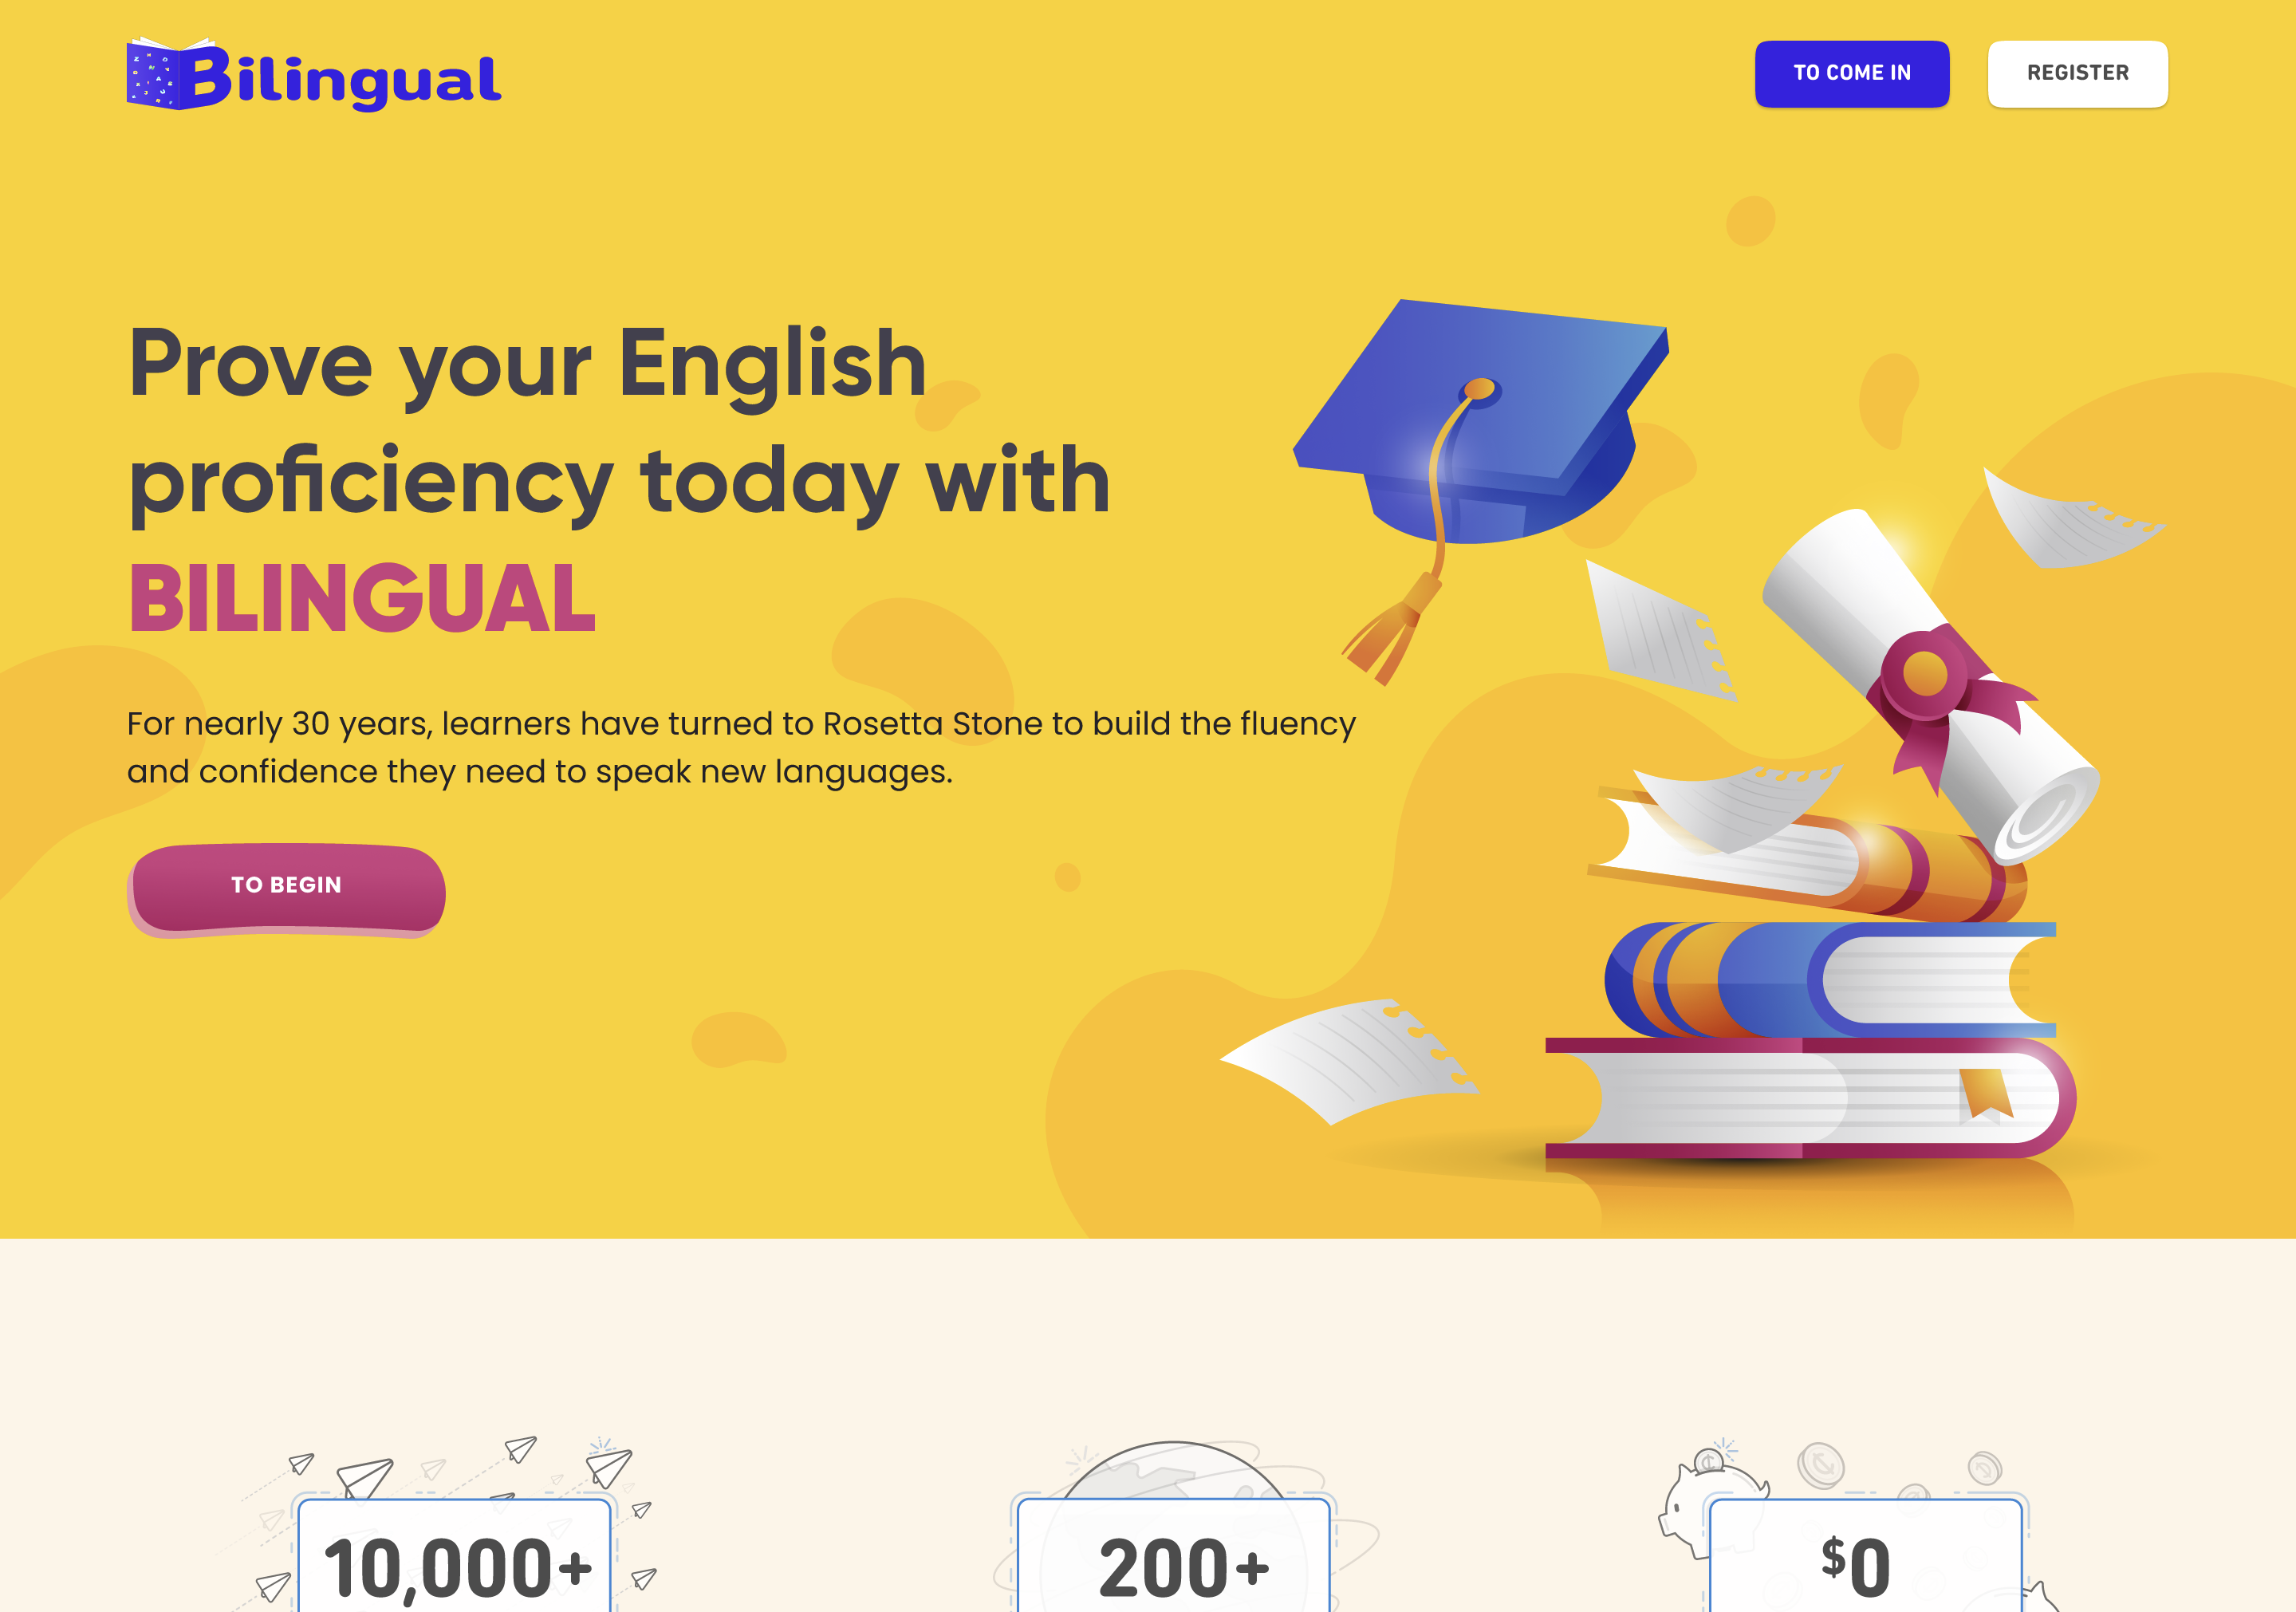 Bilingual
TO COME IN
REGISTER
Prove your English
proficiency today with
BILINGUAL
For nearly 30 years, learners have turned to Rosetta Stone to build the fluency
and confidence they need to speak new languages.
TO BEGIN
10,000+
200+
$0